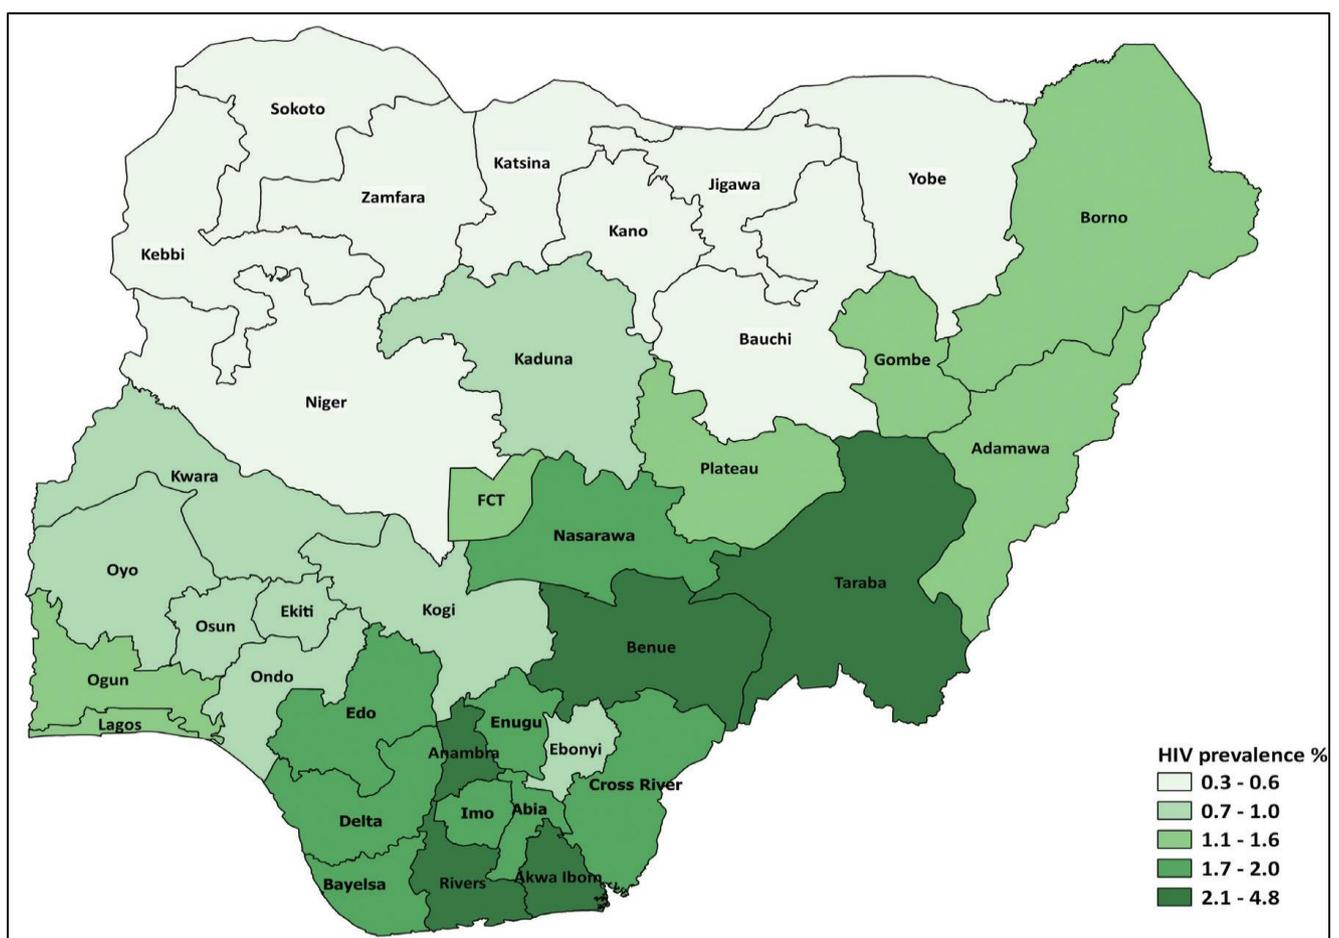 Sokoto
Katsina
Zamfara
Jigawa
Yobe
Borno
Kano
Kebbi
Bauchi
Kaduna
Gombe
Niger
Adamawa
Plateau
Kwara
FCT
Nasarawa
Oyo
Taraba
Ekiti
Kogi
Osun
Benue
Ondo
Ogun
Edo
Enugu
Lagos
Anambra
Ebonyi
Cross River
Imo
Abia
Delta
Bayelsa
Rivers
Akwa Ibom
HIV prevalence %
0.3 - 0.6
0.7 - 1.0
1.1 - 1.6
1.7 - 2.0
2.1 - 4.8